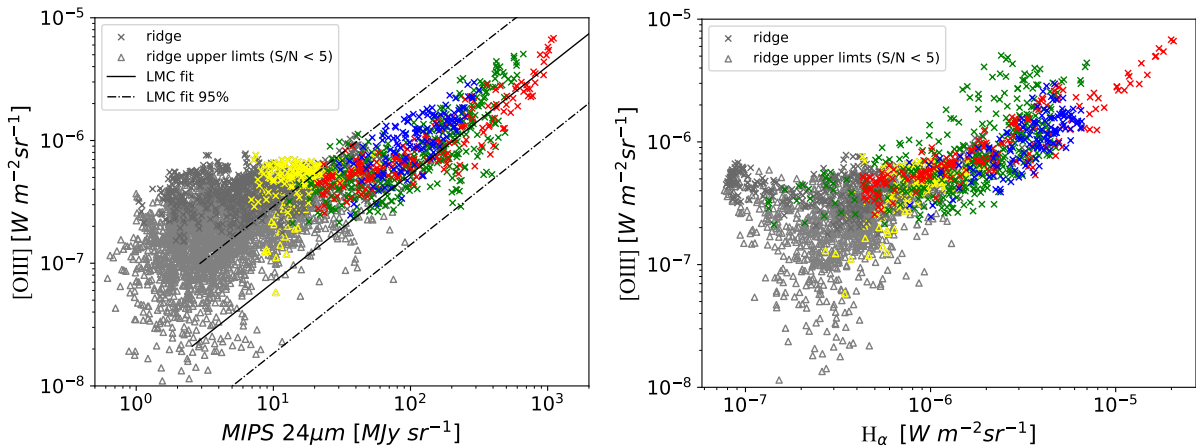 10⁻⁵
10⁻⁶
10⁻⁷
10⁻⁸
[OIII] [W m⁻²sr⁻¹]
ridge
ridge upper limts (S/N < 5)
LMC fit
LMC fit 95%
10⁰ 10¹ 10² 10³
MIPS 24μm [MJy sr⁻¹]
10⁻⁵
10⁻⁶
10⁻⁷
10⁻⁸
[OIII] [W m⁻²sr⁻¹]
ridge
ridge upper limts (S/N < 5)
10⁻⁷ 10⁻⁶ 10⁻⁵
Hα [W m⁻²sr⁻¹]